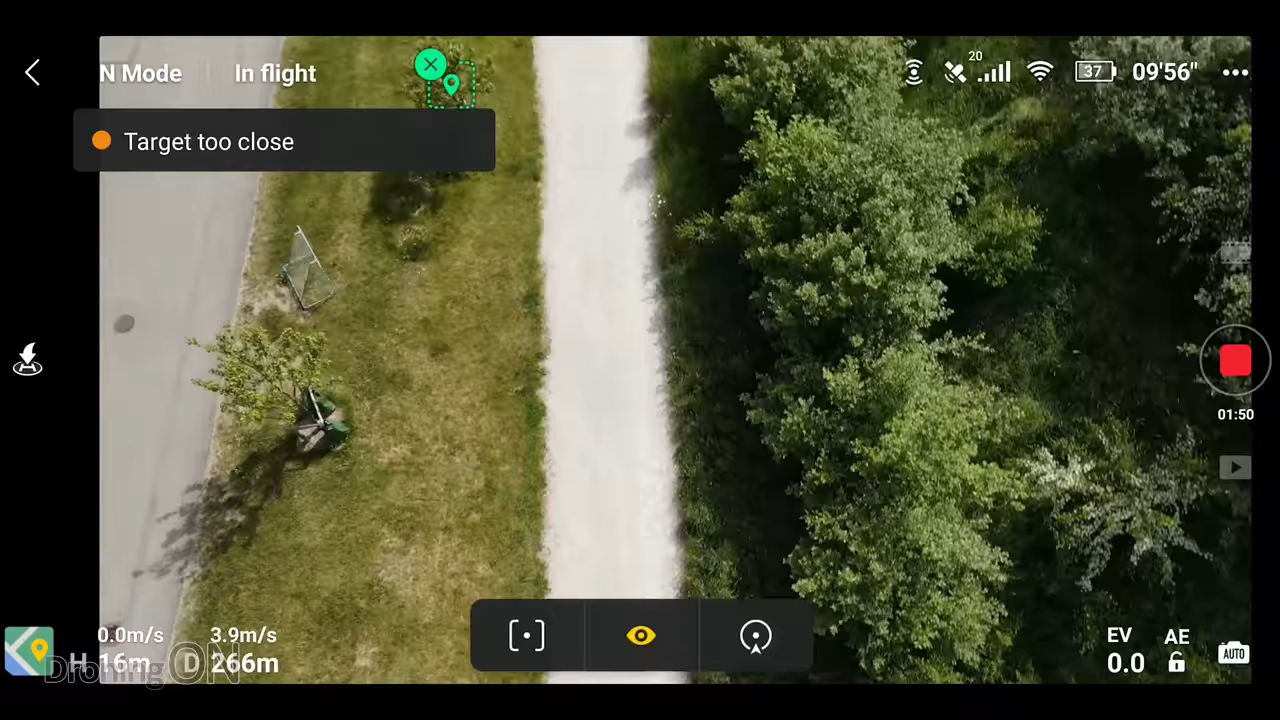 N Mode | In flight
20
37 09'56"
Target too close
01:50
0.0m/s 3.9m/s
H 16m D 266m
DroningON
EV AE
0.0
AUTO